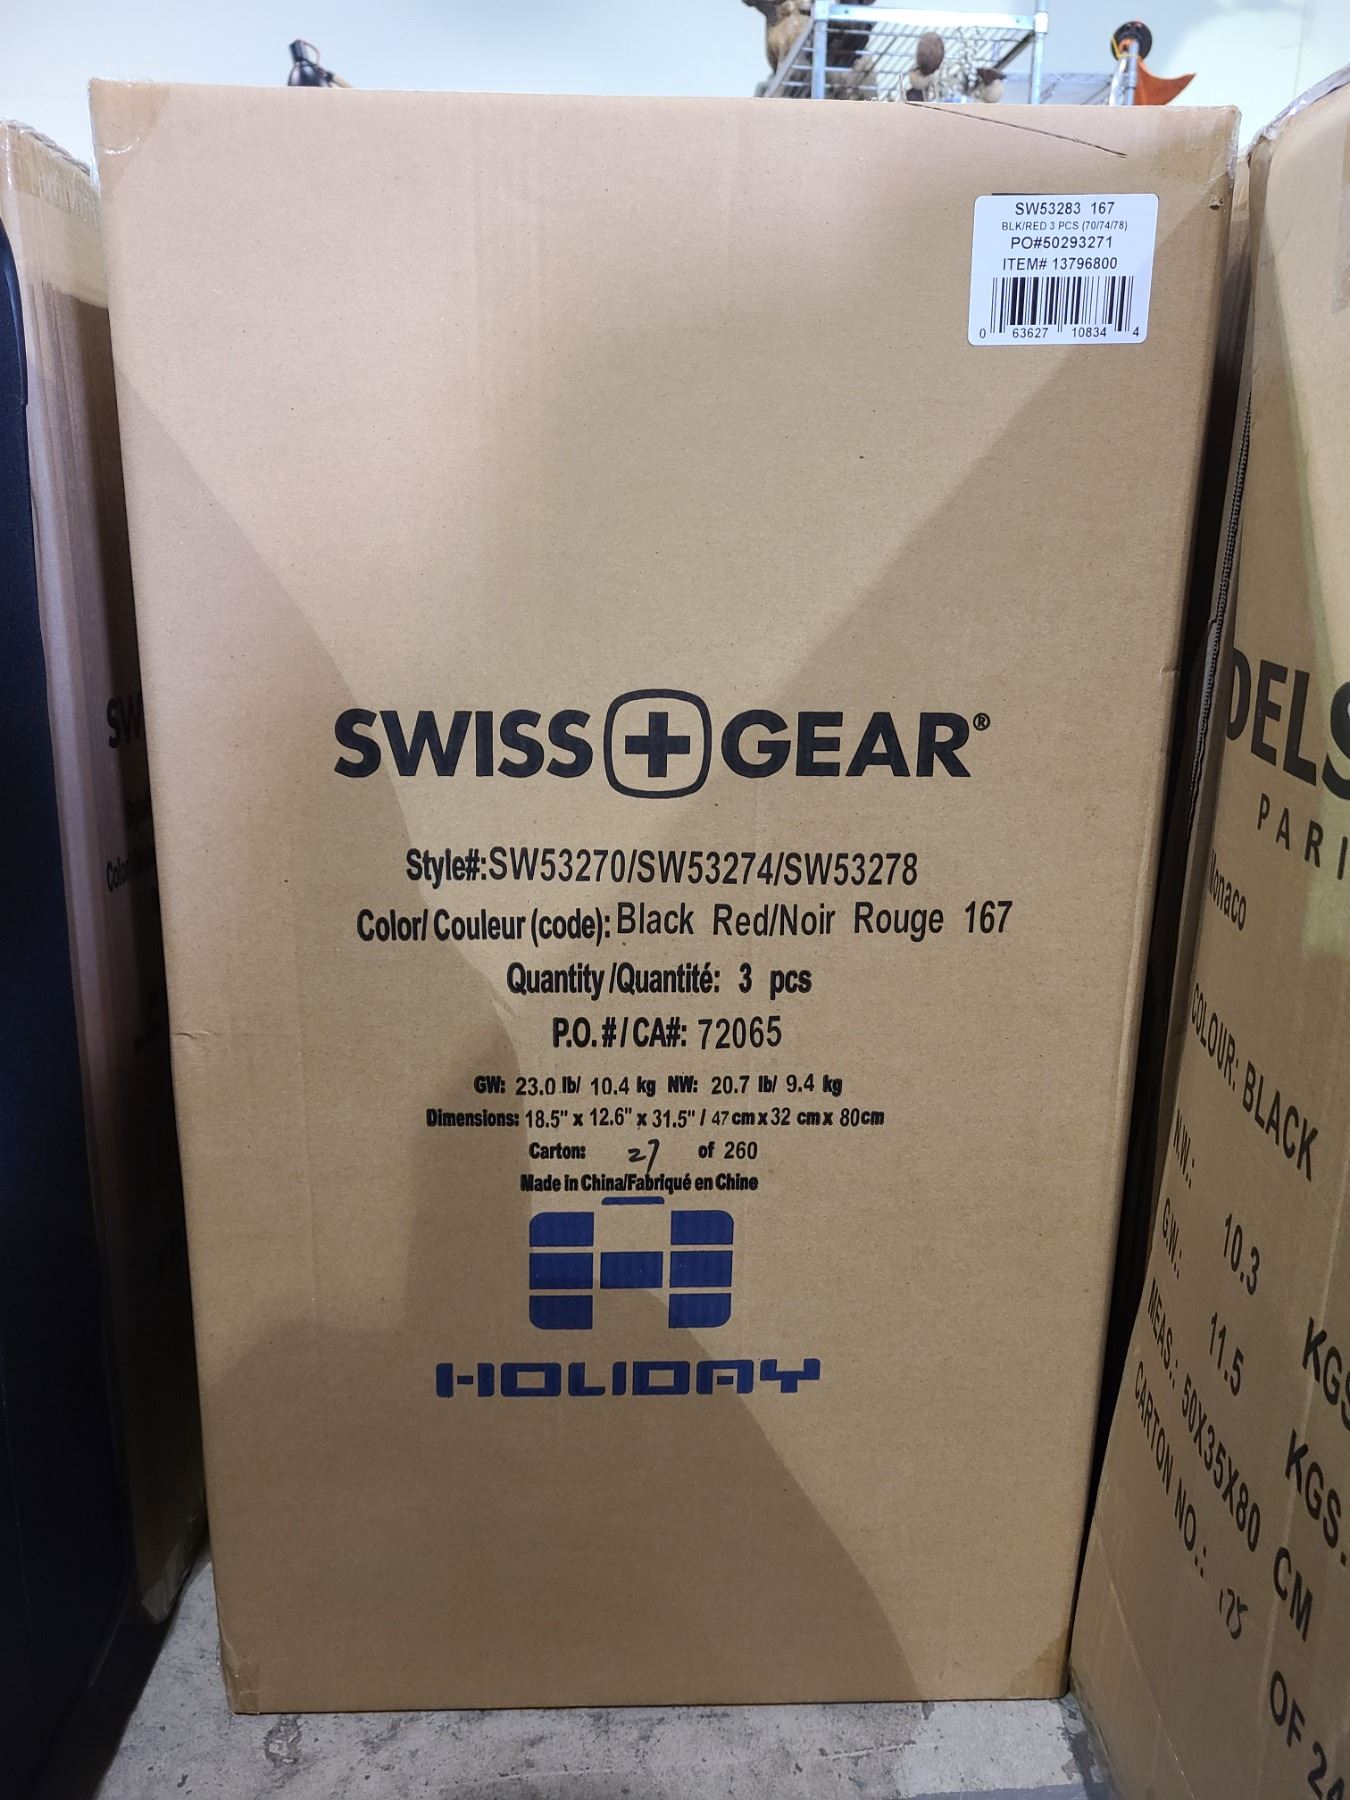 SW53283 167
BLK/RED 3 PCS (70/74/78)
PO#50293271
ITEM# 13796800
0 63627 10834 4
SWISS GEAR®
Style#:SW53270/SW53274/SW53278
Color/ Couleur (code): Black Red/Noir Rouge 167
Quantity /Quantité: 3 pcs
P.O. # / CA#: 72065
GW: 23.0 lb/ 10.4 kg NW: 20.7 lb/ 9.4 kg
Dimensions: 18.5" x 12.6" x 31.5" / 47 cm x 32 cm x 80cm
Carton: 27 of 260
Made in China/Fabriqué en Chine
HOLIDAY
SW
DELS
PARI
Monaco
COLOUR: BLACK
N.W.: 10.3 KGS
G.W.: 11.5 KGS.
MEAS.: 50X35X80 CM
CARTON NO.: 175 OF 24